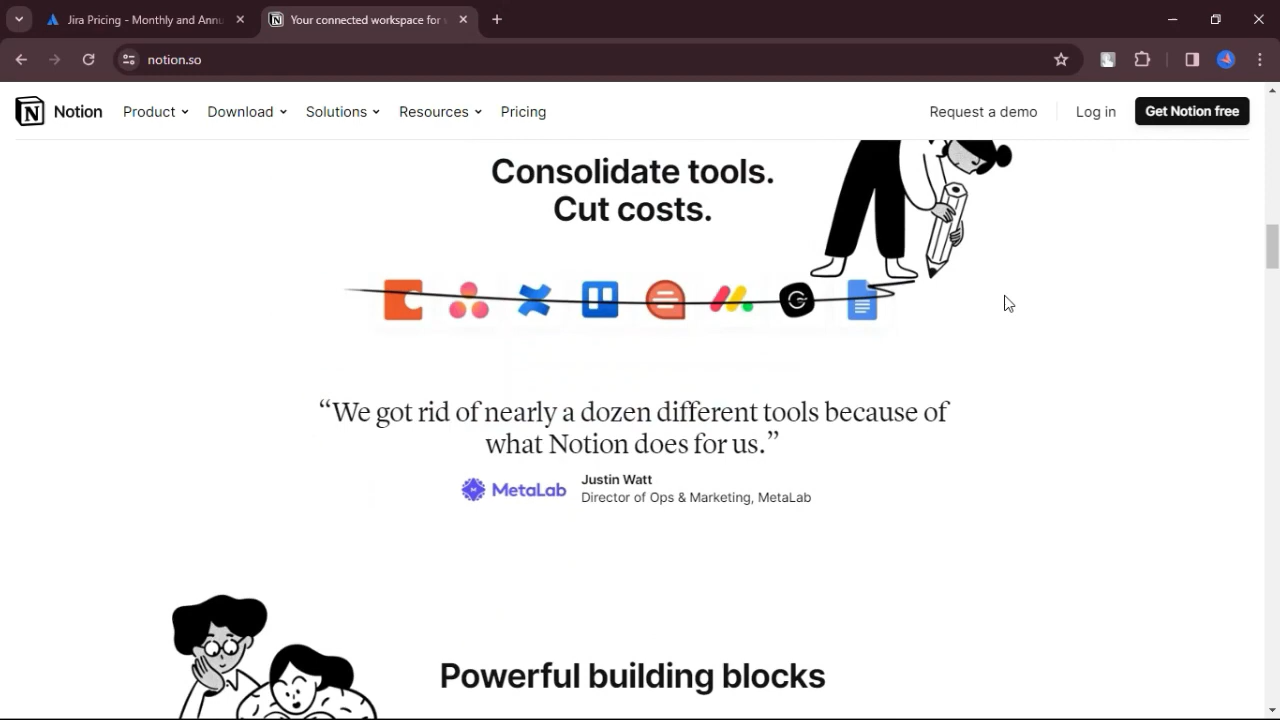 Jira Pricing - Monthly and Annu
Your connected workspace for
notion.so
Notion
Product
Download
Solutions
Resources
Pricing
Request a demo
Log in
Get Notion free
Consolidate tools.
Cut costs.
“We got rid of nearly a dozen different tools because of
what Notion does for us.”
MetaLab
Justin Watt
Director of Ops & Marketing, MetaLab
Powerful building blocks